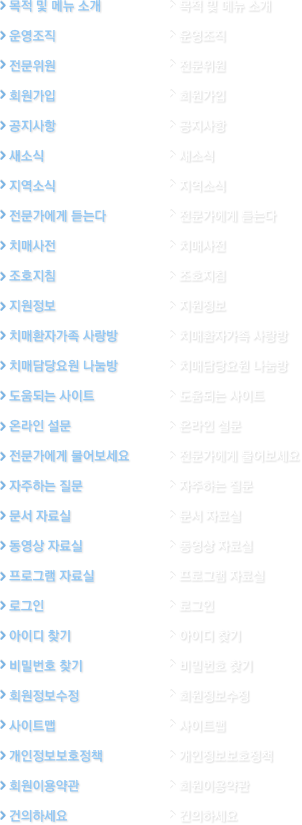 > 목적 및 메뉴 소개 > 목적 및 메뉴 소개
> 운영조직 > 운영조직
> 전문위원 > 전문위원
> 회원가입 > 회원가입
> 공지사항 > 공지사항
> 새소식 > 새소식
> 지역소식 > 지역소식
> 전문가에게 듣는다 > 전문가에게 듣는다
> 치매사전 > 치매사전
> 조호지침 > 조호지침
> 지원정보 > 지원정보
> 치매환자가족 사랑방 > 치매환자가족 사랑방
> 치매담당요원 나눔방 > 치매담당요원 나눔방
> 도움되는 사이트 > 도움되는 사이트
> 온라인 설문 > 온라인 설문
> 전문가에게 물어보세요 > 전문가에게 물어보세요
> 자주하는 질문 > 자주하는 질문
> 문서 자료실 > 문서 자료실
> 동영상 자료실 > 동영상 자료실
> 프로그램 자료실 > 프로그램 자료실
> 로그인 > 로그인
> 아이디 찾기 > 아이디 찾기
> 비밀번호 찾기 > 비밀번호 찾기
> 회원정보수정 > 회원정보수정
> 사이트맵 > 사이트맵
> 개인정보보호정책 > 개인정보보호정책
> 회원이용약관 > 회원이용약관
> 건의하세요 > 건의하세요